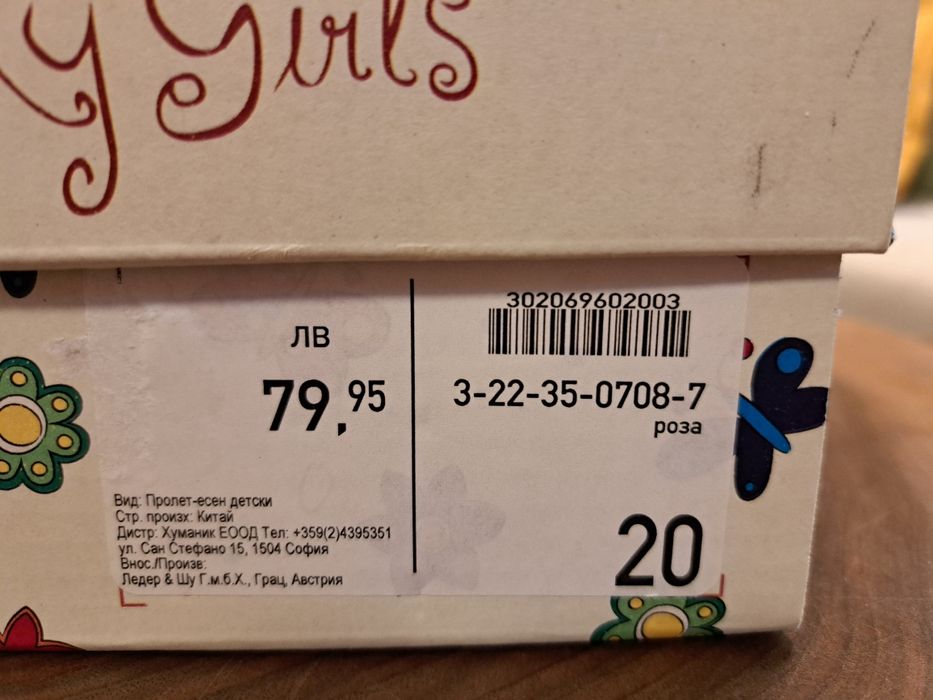 y Girls
лв
79,95
302069602003
3-22-35-0708-7
роза
Вид: Пролет-есен детски
Стр. произх: Китай
Дистр: Хуманик ЕООД Тел: +359(2)4395351
ул. Сан Стефано 15, 1504 София
Внос./Произв:
Ледер & Шу Г.м.б.Х., Грац, Австрия
20